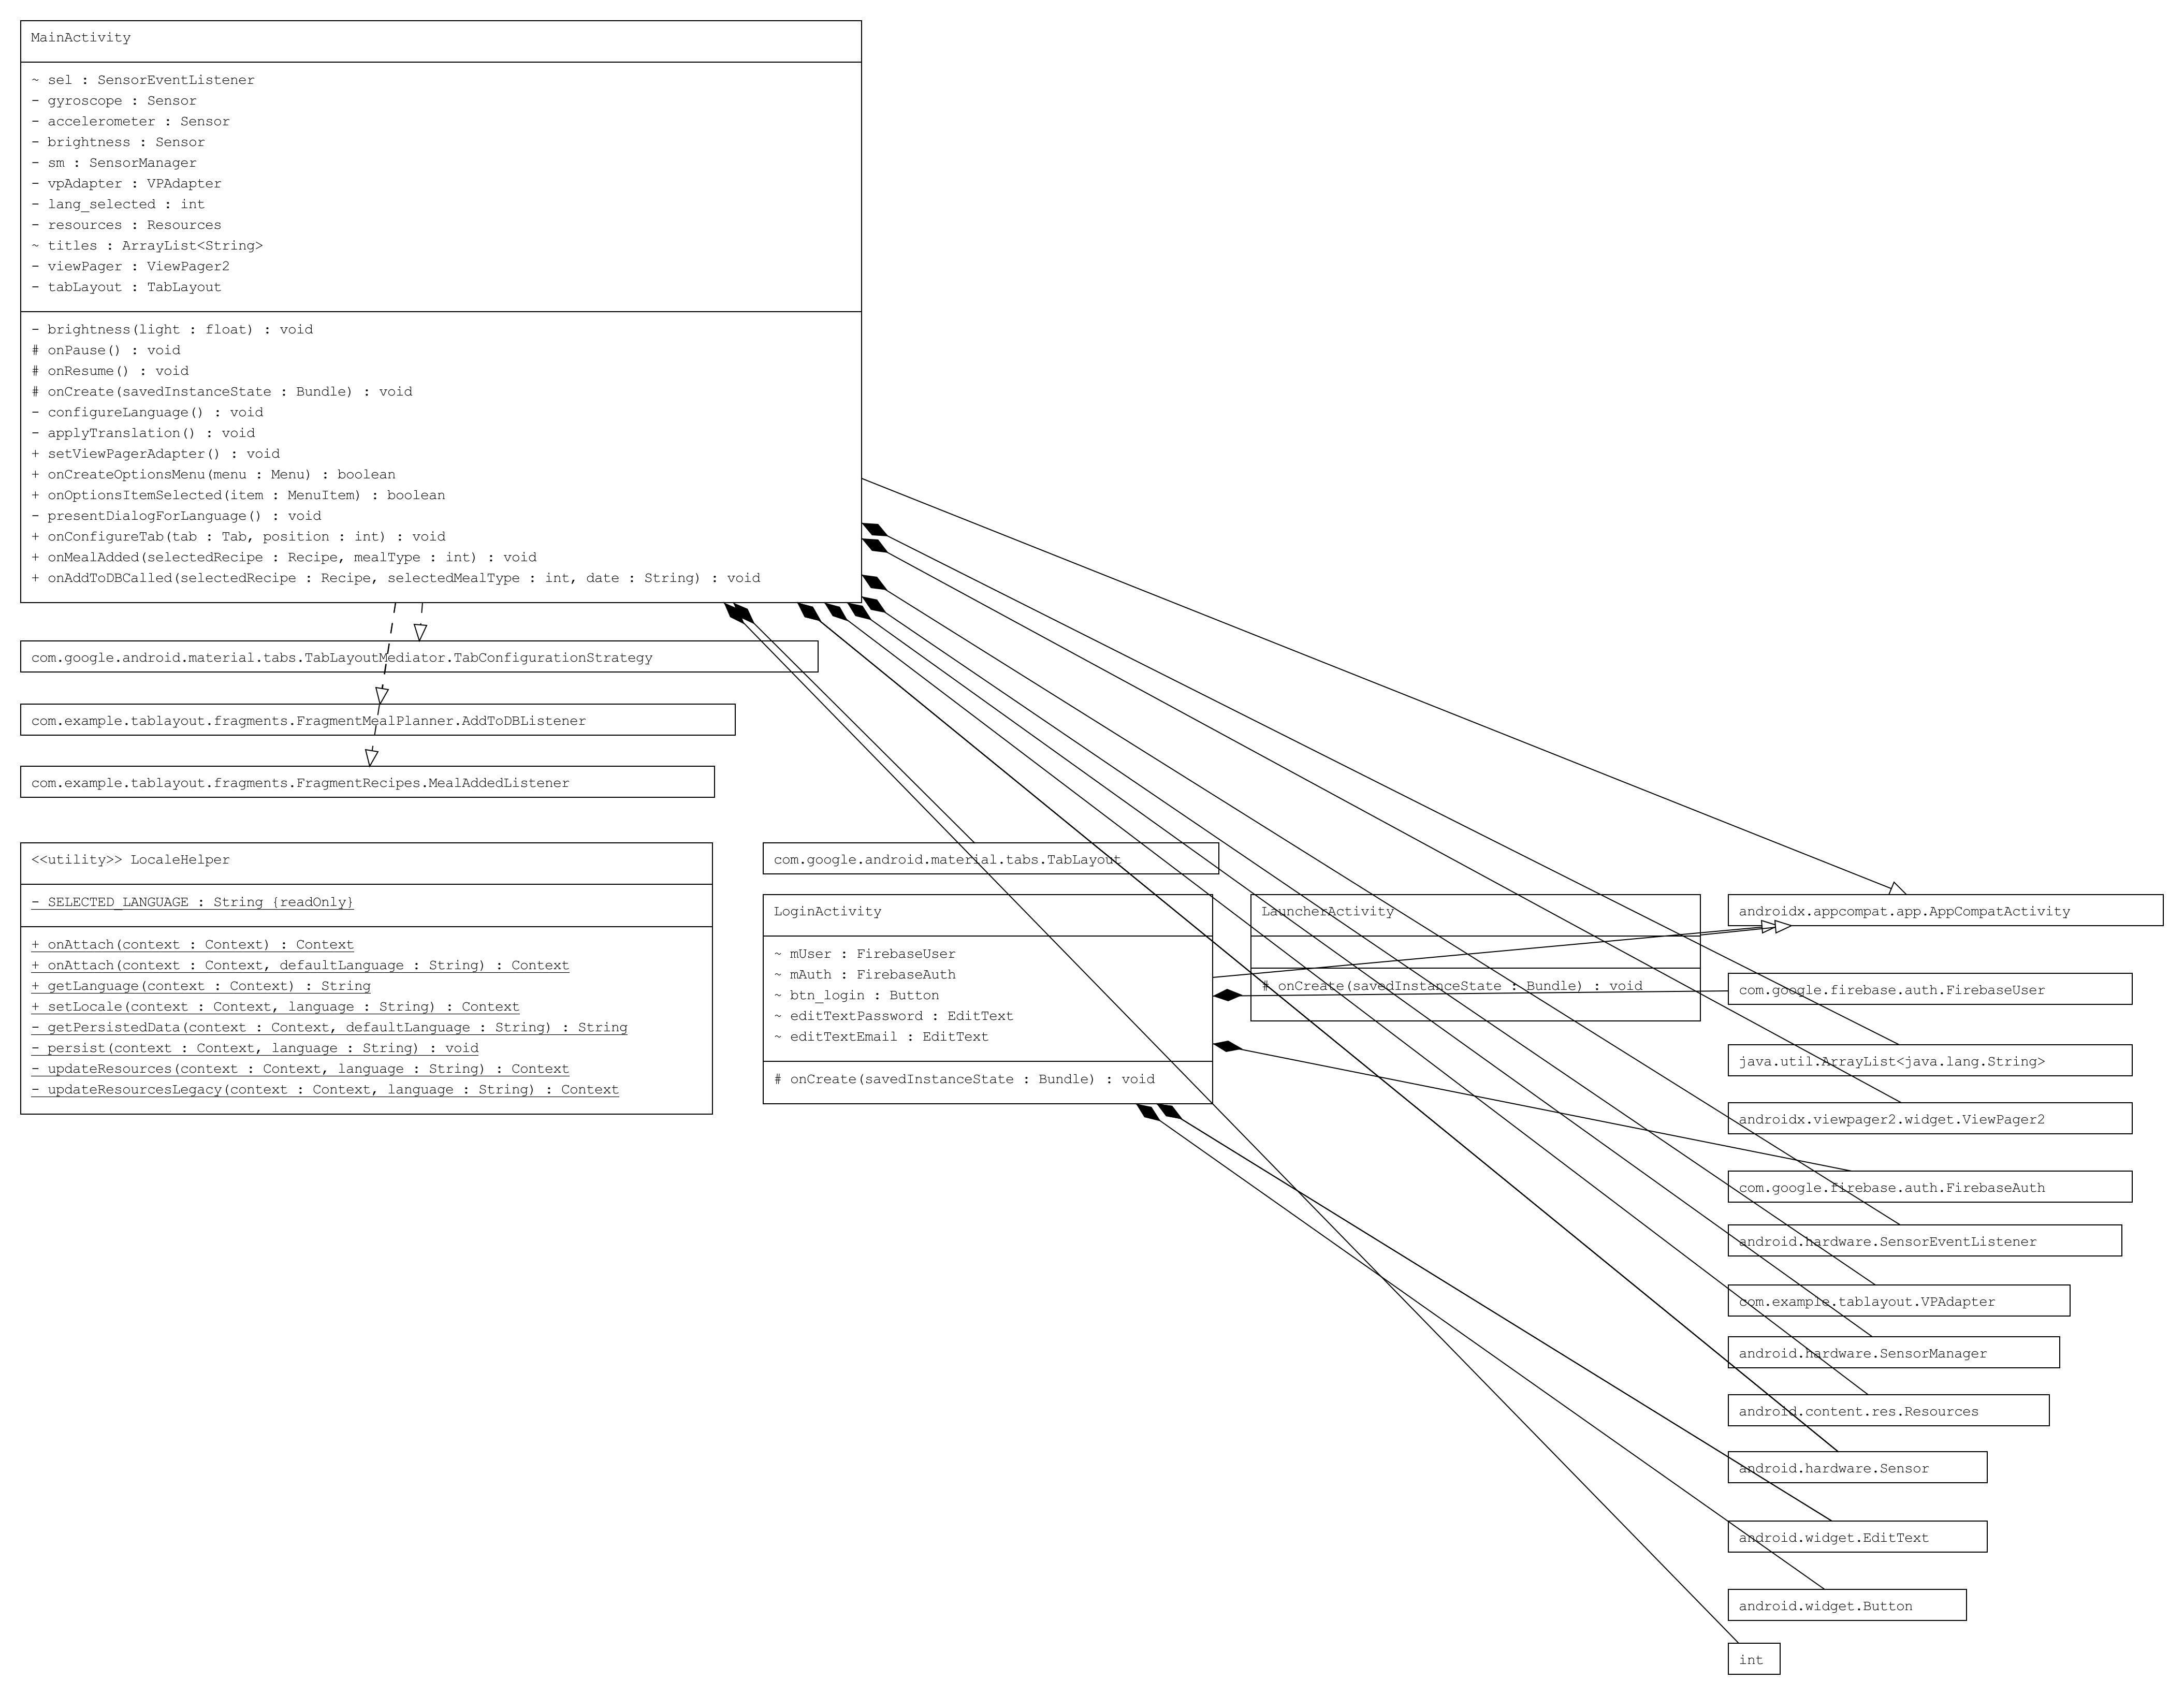 MainActivity
~ sel : SensorEventListener
- gyroscope : Sensor
- accelerometer : Sensor
- brightness : Sensor
- sm : SensorManager
- vpAdapter : VPAdapter
- lang_selected : int
- resources : Resources
~ titles : ArrayList<String>
- viewPager : ViewPager2
- tabLayout : TabLayout
- brightness(light : float) : void
# onPause() : void
# onResume() : void
# onCreate(savedInstanceState : Bundle) : void
- configureLanguage() : void
- applyTranslation() : void
+ setViewPagerAdapter() : void
+ onCreateOptionsMenu(menu : Menu) : boolean
+ onOptionsItemSelected(item : MenuItem) : boolean
- presentDialogForLanguage() : void
+ onConfigureTab(tab : Tab, position : int) : void
+ onMealAdded(selectedRecipe : Recipe, mealType : int) : void
+ onAddToDBCalled(selectedRecipe : Recipe, selectedMealType : int, date : String) : void
com.google.android.material.tabs.TabLayoutMediator.TabConfigurationStrategy
com.example.tablayout.fragments.FragmentMealPlanner.AddToDBListener
com.example.tablayout.fragments.FragmentRecipes.MealAddedListener
<<utility>> LocaleHelper
- SELECTED_LANGUAGE : String {readOnly}
+ onAttach(context : Context) : Context
+ onAttach(context : Context, defaultLanguage : String) : Context
+ getLanguage(context : Context) : String
+ setLocale(context : Context, language : String) : Context
- getPersistedData(context : Context, defaultLanguage : String) : String
- persist(context : Context, language : String) : void
- updateResources(context : Context, language : String) : Context
- updateResourcesLegacy(context : Context, language : String) : Context
com.google.android.material.tabs.TabLayout
LoginActivity
~ mUser : FirebaseUser
~ mAuth : FirebaseAuth
~ btn_login : Button
~ editTextPassword : EditText
~ editTextEmail : EditText
# onCreate(savedInstanceState : Bundle) : void
LauncherActivity
# onCreate(savedInstanceState : Bundle) : void
androidx.appcompat.app.AppCompatActivity
com.google.firebase.auth.FirebaseUser
java.util.ArrayList<java.lang.String>
androidx.viewpager2.widget.ViewPager2
com.google.firebase.auth.FirebaseAuth
android.hardware.SensorEventListener
com.example.tablayout.VPAdapter
android.hardware.SensorManager
android.content.res.Resources
android.hardware.Sensor
android.widget.EditText
android.widget.Button
int